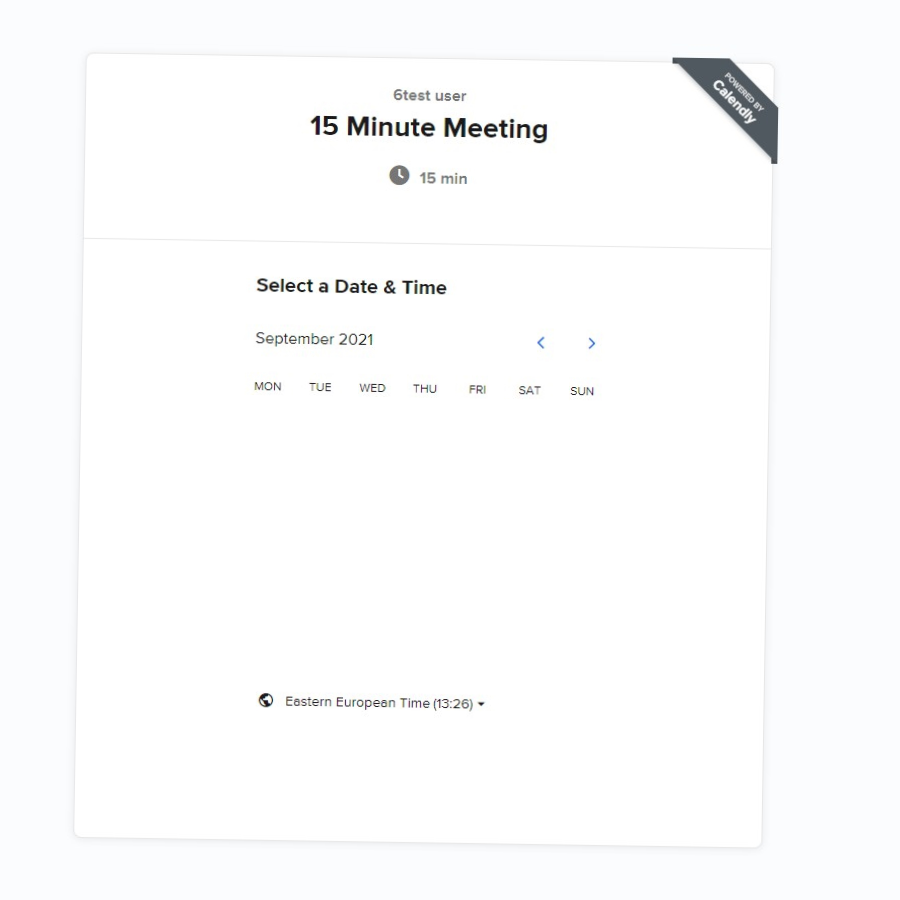 6test user
15 Minute Meeting
15 min
POWERED BY
Calendly
Select a Date & Time
September 2021
MON TUE WED THU FRI SAT SUN
Eastern European Time (13:26)